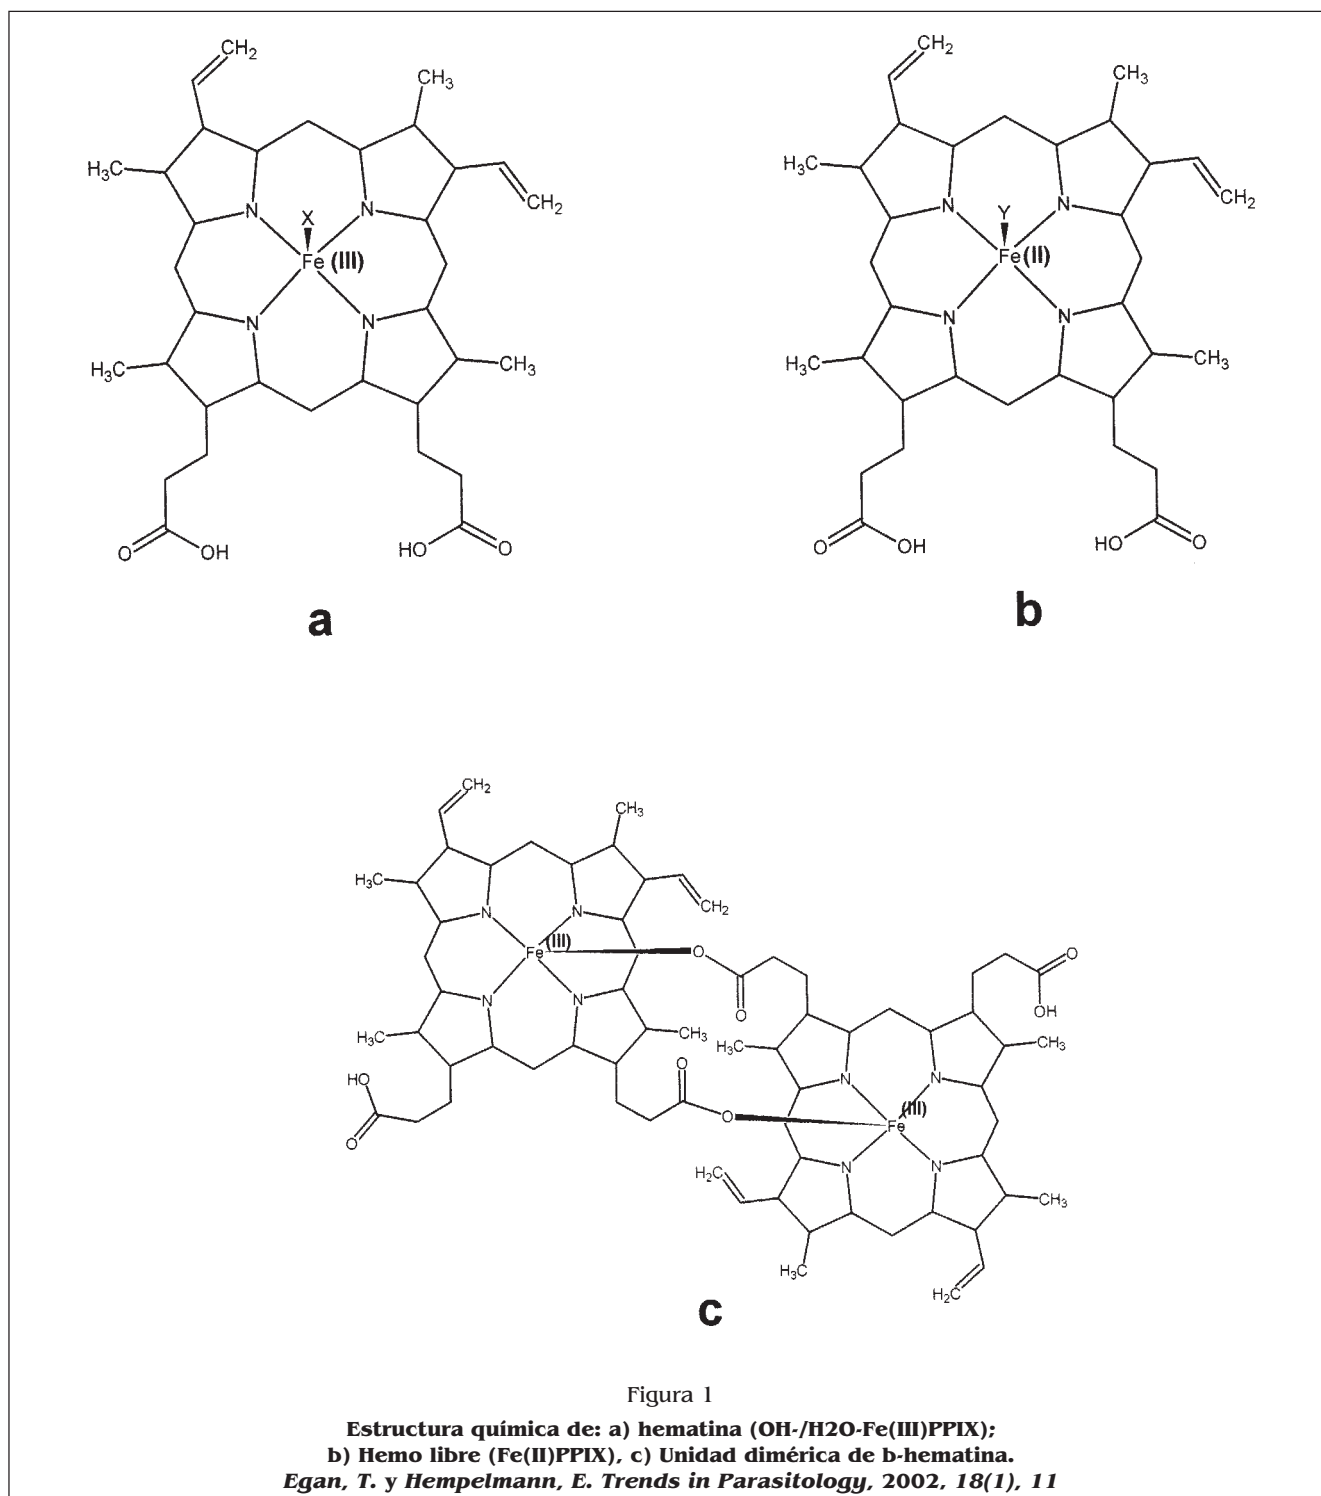 CH2
CH3
H3C
CH2
X
N
N
Fe (III)
N
N
H3C
CH3
O
OH
HO
O
a
CH2
CH3
H3C
CH2
Y
N
N
Fe(II)
N
N
H3C
CH3
O
OH
HO
O
b
CH2
CH3
H3C
CH2
N
N
Fe (III)
N
N
H3C
CH3
HO
O
O
O
O
O
O
OH
H3C
CH3
N
N
(III)
Fe
N
N
H2C
CH3
H3C
H2C
c
Figura 1
Estructura química de: a) hematina (OH-/H2O-Fe(III)PPIX);
b) Hemo libre (Fe(II)PPIX), c) Unidad dimérica de b-hematina.
Egan, T. y Hempelmann, E. Trends in Parasitology, 2002, 18(1), 11